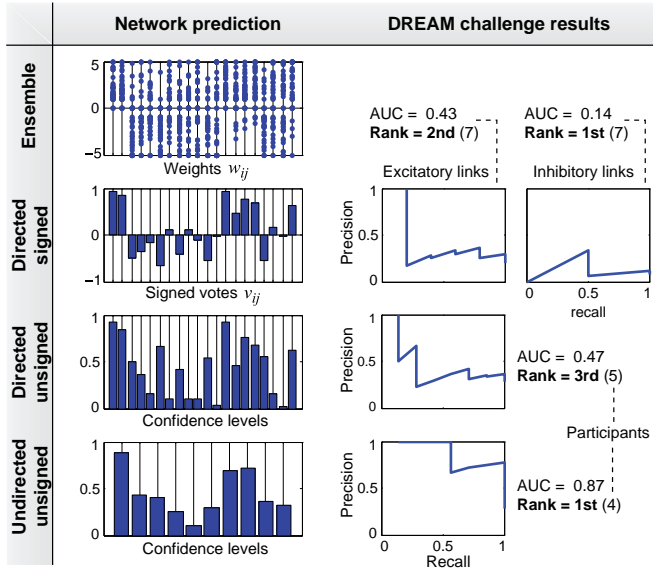 Network prediction
DREAM challenge results
Ensemble
5
0
−5
Weights w_ij
AUC = 0.43
Rank = 2nd (7)
AUC = 0.14
Rank = 1st (7)
Excitatory links
Inhibitory links
Directed
signed
1
0
−1
Signed votes v_ij
Precision
1
0.5
0
0
0.5
1
recall
Directed
unsigned
1
0.5
0
Confidence levels
Precision
1
0.5
0
AUC = 0.47
Rank = 3rd (5)
Participants
Undirected
unsigned
1
0.5
0
Confidence levels
Precision
1
0.5
0
0
0.5
1
Recall
AUC = 0.87
Rank = 1st (4)